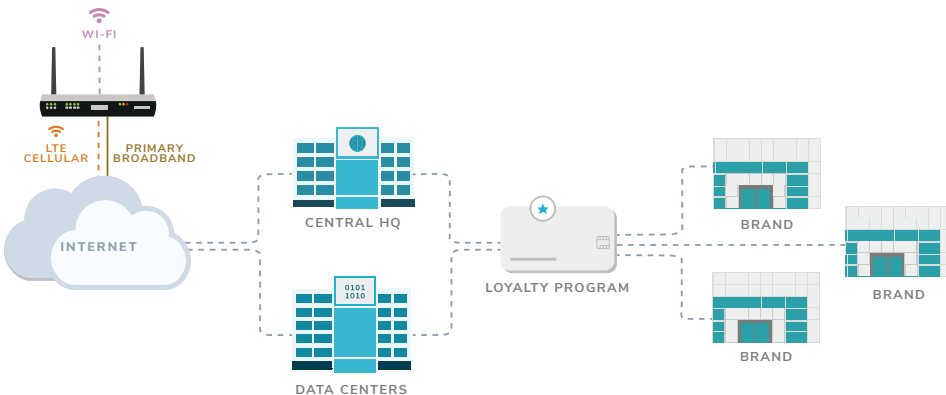 WI-FI
LTE
CELLULAR
PRIMARY
BROADBAND
INTERNET
CENTRAL HQ
0101
1010
DATA CENTERS
LOYALTY PROGRAM
BRAND
BRAND
BRAND